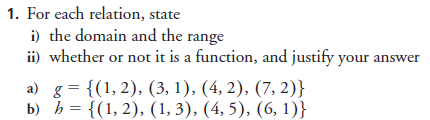 1. For each relation, state
i) the domain and the range
ii) whether or not it is a function, and justify your answer
a) g = {(1, 2), (3, 1), (4, 2), (7, 2)}
b) h = {(1, 2), (1, 3), (4, 5), (6, 1)}